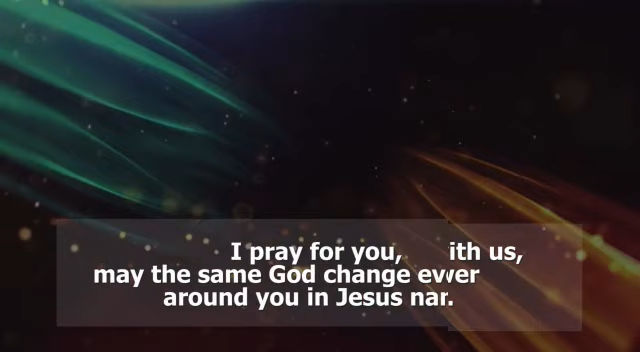 I pray for you, ith us,
may the same God change ever
around you in Jesus nar.